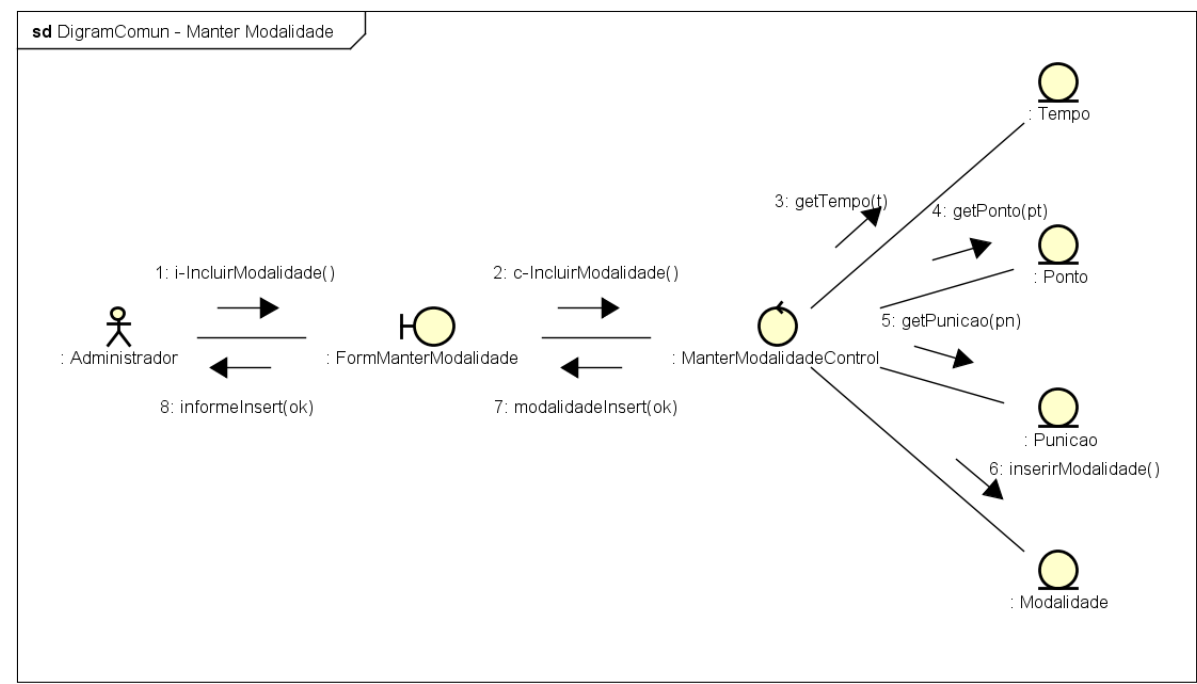 sd DigramComun - Manter Modalidade
: Tempo
3: getTempo(t)
4: getPonto(pt)
: Ponto
1: i-IncluirModalidade()
2: c-IncluirModalidade()
5: getPunicao(pn)
: Administrador
: FormManterModalidade
: ManterModalidadeControl
8: informeInsert(ok)
7: modalidadeInsert(ok)
: Punicao
6: inserirModalidade()
: Modalidade